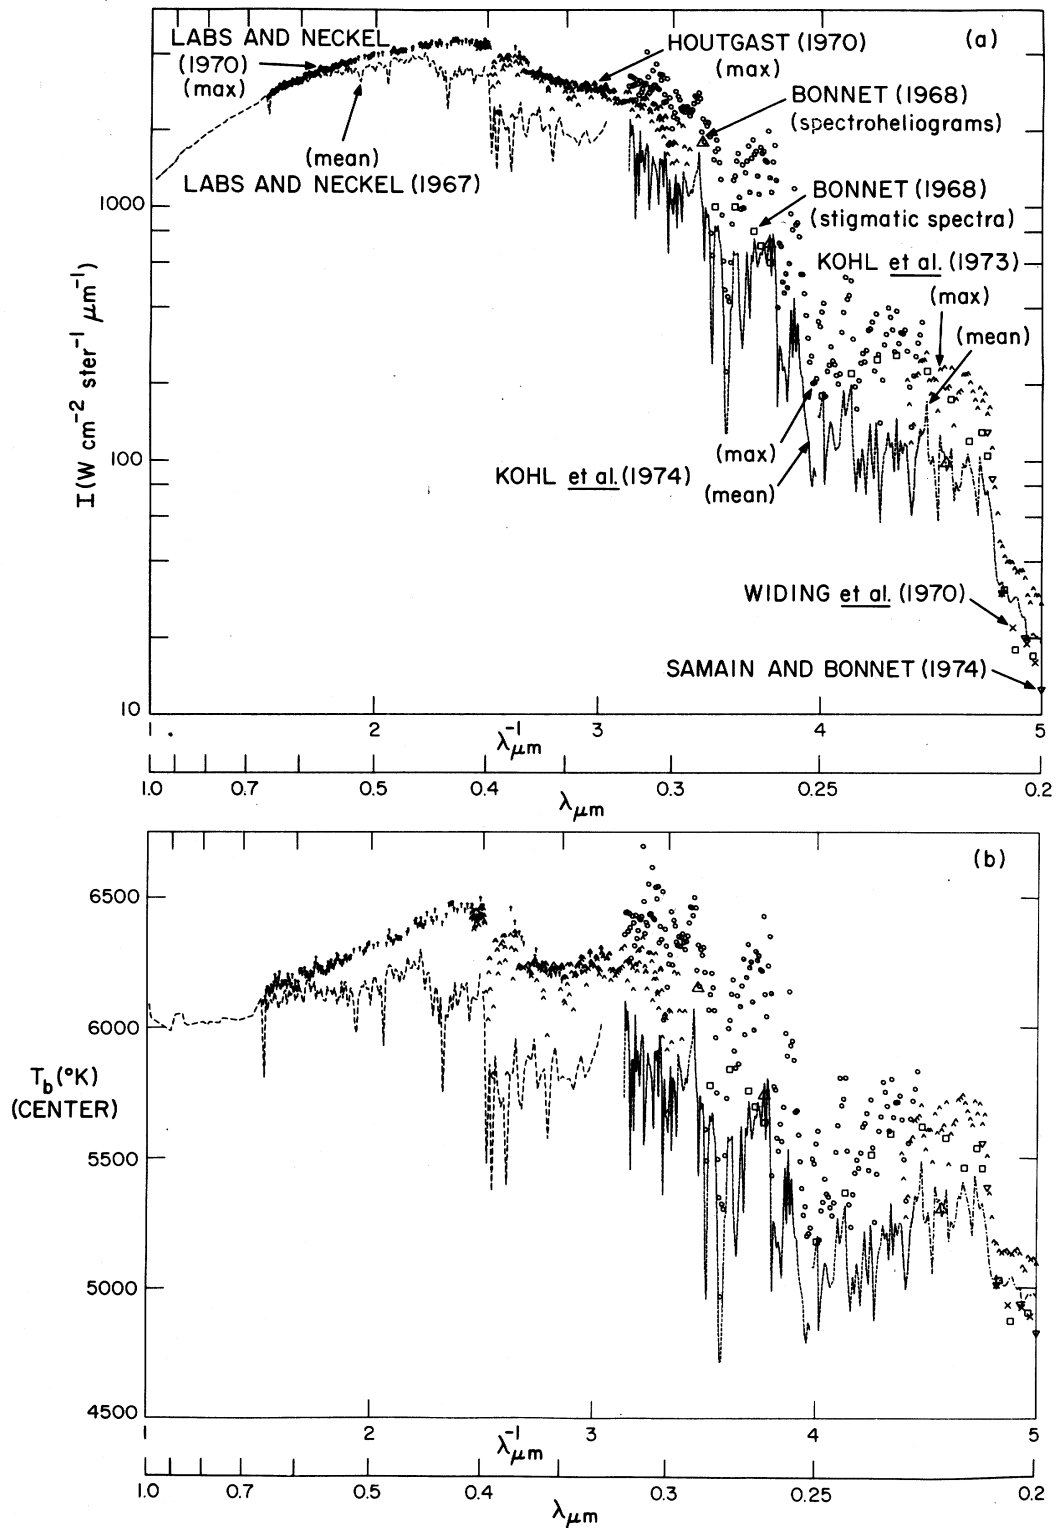 LABS AND NECKEL
(1970)
(max)
HOUTGAST (1970)
(max)
(a)
BONNET (1968)
(spectroheliograms)
(mean)
LABS AND NECKEL (1967)
BONNET (1968)
(stigmatic spectra)
KOHL et al. (1973)
(max)
(mean)
1000
I (W cm⁻² ster⁻¹ μm⁻¹)
100
(max)
KOHL et al. (1974)
(mean)
WIDING et al. (1970)
SAMAIN AND BONNET (1974)
10
1 2 3 4 5
λ⁻¹μm
1.0 0.7 0.5 0.4 0.3 0.25 0.2
λμm
(b)
6500
6000
Tb (°K)
(CENTER)
5500
5000
4500
1 2 3 4 5
λ⁻¹μm
1.0 0.7 0.5 0.4 0.3 0.25 0.2
λμm